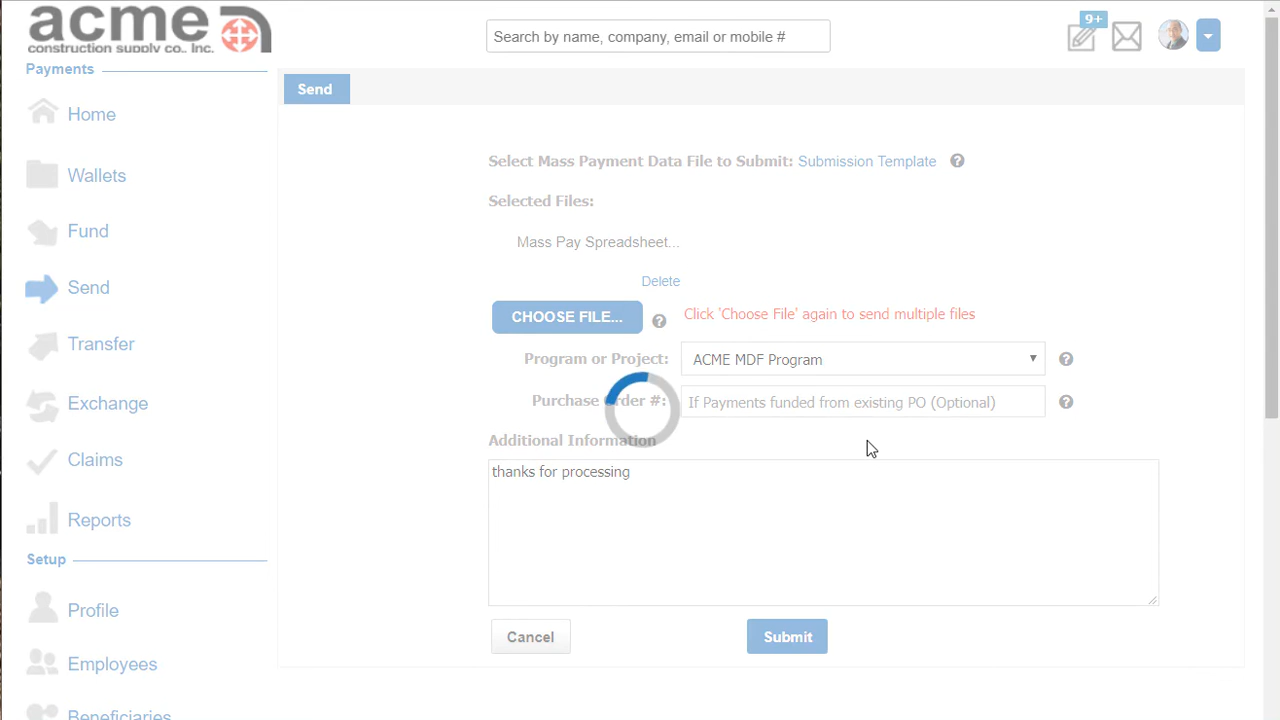 acme
construction supply co., Inc.
Search by name, company, email or mobile #
9+
Payments
Home
Wallets
Fund
Send
Transfer
Exchange
Claims
Reports
Setup
Profile
Employees
Beneficiaries
Send
Select Mass Payment Data File to Submit: Submission Template ?
Selected Files:
Mass Pay Spreadsheet...
Delete
CHOOSE FILE... ? Click 'Choose File' again to send multiple files
Program or Project: ACME MDF Program ?
Purchase Order #: If Payments funded from existing PO (Optional) ?
Additional Information
thanks for processing
Cancel Submit